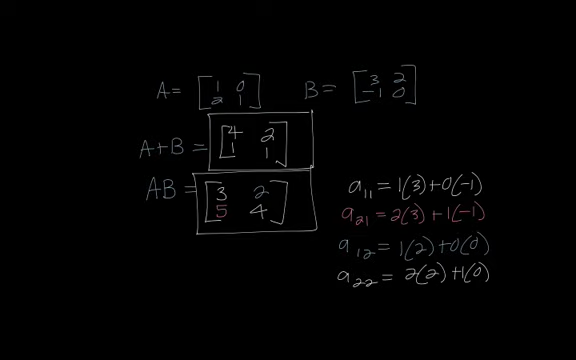 A = [1 0 B = [3 2
2 1] -1 0]
A+B = [4 2
1 1]
AB = [3 2
5 4]
a11 = 1(3)+0(-1)
a21 = 2(3)+1(-1)
a12 = 1(2)+0(0)
a22 = 2(2)+1(0)